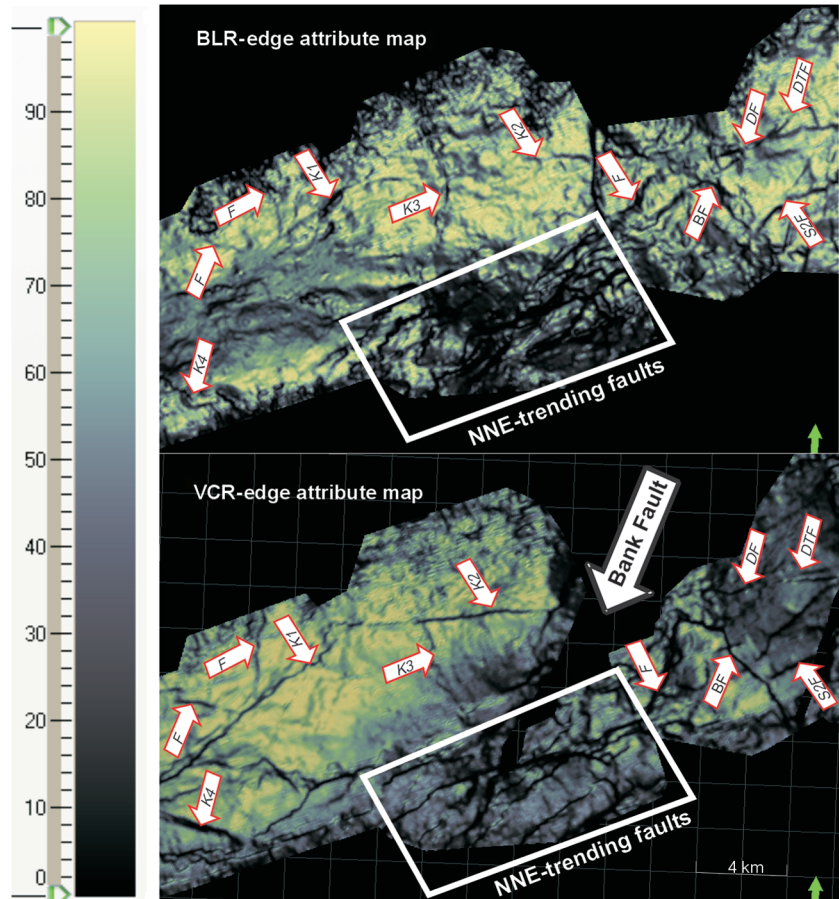 BLR-edge attribute map
90
80
70
60
50
40
30
20
10
0
F
K1
K2
K3
F
K4
F
DF
DTF
BF
S2F
NNE-trending faults
VCR-edge attribute map
Bank Fault
F
K1
K2
K3
F
K4
F
DF
DTF
BF
S2F
NNE-trending faults
4 km